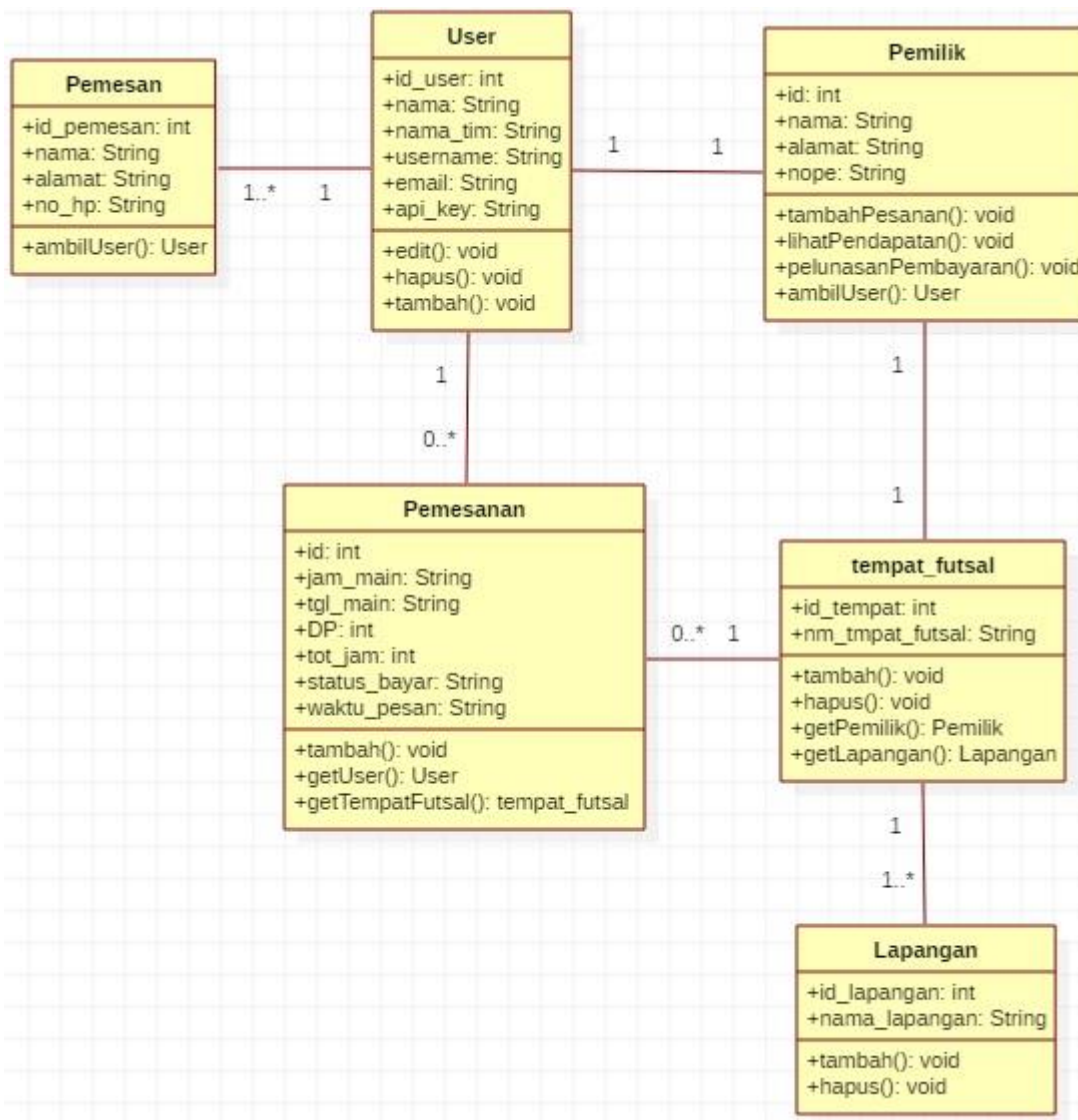 Pemesan
+id_pemesan: int
+nama: String
+alamat: String
+no_hp: String
+ambilUser(): User
1..*
1
User
+id_user: int
+nama: String
+nama_tim: String
+username: String
+email: String
+api_key: String
+edit(): void
+hapus(): void
+tambah(): void
1
1
Pemilik
+id: int
+nama: String
+alamat: String
+nope: String
+tambahPesanan(): void
+lihatPendapatan(): void
+pelunasanPembayaran(): void
+ambilUser(): User
1
0..*
1
1
Pemesanan
+id: int
+jam_main: String
+tgl_main: String
+DP: int
+tot_jam: int
+status_bayar: String
+waktu_pesan: String
+tambah(): void
+getUser(): User
+getTempatFutsal(): tempat_futsal
0..*
1
tempat_futsal
+id_tempat: int
+nm_tmpat_futsal: String
+tambah(): void
+hapus(): void
+getPemilik(): Pemilik
+getLapangan(): Lapangan
1
1..*
Lapangan
+id_lapangan: int
+nama_lapangan: String
+tambah(): void
+hapus(): void